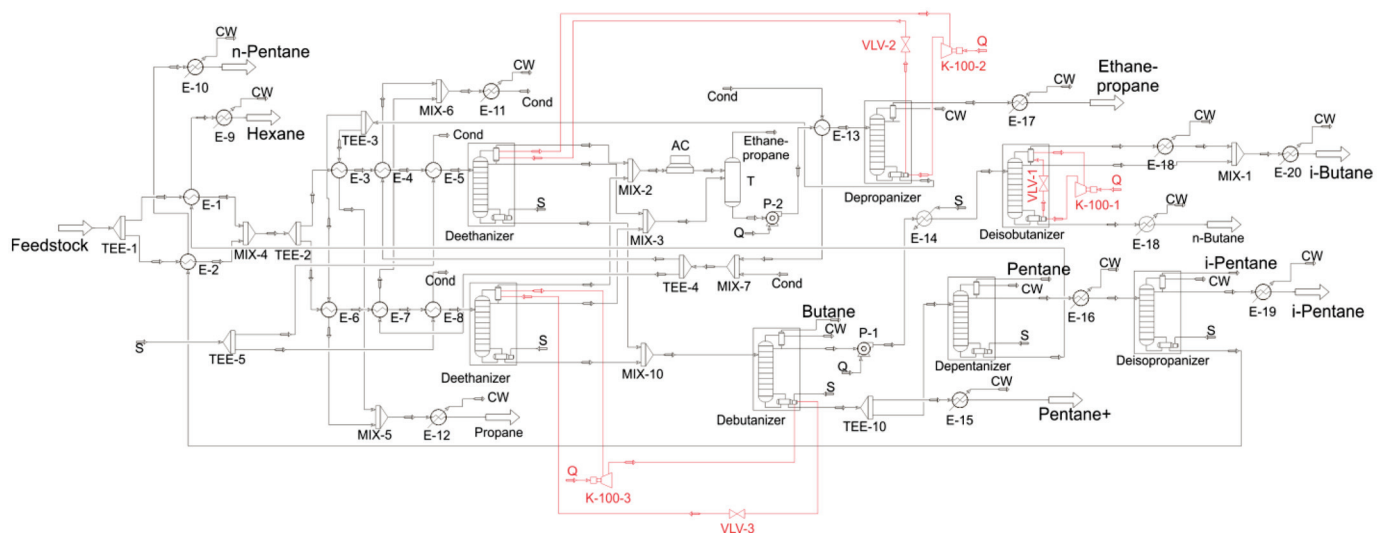 CW
n-Pentane
E-10
CW
E-9
Hexane
CW
MIX-6
E-11
Cond
TEE-3
Cond
E-1
E-3
E-4
E-5
Feedstock
TEE-1
E-2
MIX-4
TEE-2
S
Deethanizer
MIX-2
AC
Ethane-
propane
T
P-2
Q
MIX-3
VLV-2
K-100-2
Q
Cond
E-13
CW
Depropanizer
CW
E-17
Ethane-
propane
CW
E-18
VLV-1
K-100-1
Q
Deisobutanizer
MIX-1
CW
E-20
i-Butane
S
E-14
CW
E-18
n-Butane
TEE-4
MIX-7
Cond
Cond
E-6
E-7
E-8
S
Deethanizer
S
TEE-5
MIX-10
Butane
CW
P-1
Q
S
Debutanizer
TEE-10
Pentane
CW
CW
E-16
S
Depentanizer
i-Pentane
CW
CW
E-19
i-Pentane
S
Deisopropanizer
CW
E-15
Pentane+
MIX-5
CW
E-12
Propane
Q
K-100-3
VLV-3